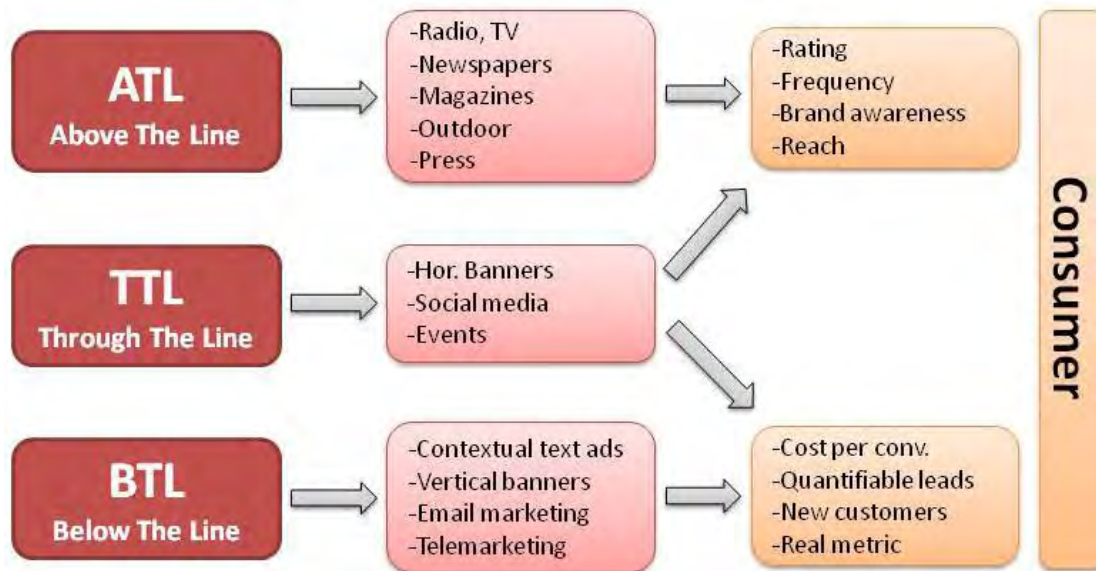 ATL
Above The Line
-Radio, TV
-Newspapers
-Magazines
-Outdoor
-Press
-Rating
-Frequency
-Brand awareness
-Reach
TTL
Through The Line
-Hor. Banners
-Social media
-Events
BTL
Below The Line
-Contextual text ads
-Vertical banners
-Email marketing
-Telemarketing
-Cost per conv.
-Quantifiable leads
-New customers
-Real metric
Consumer